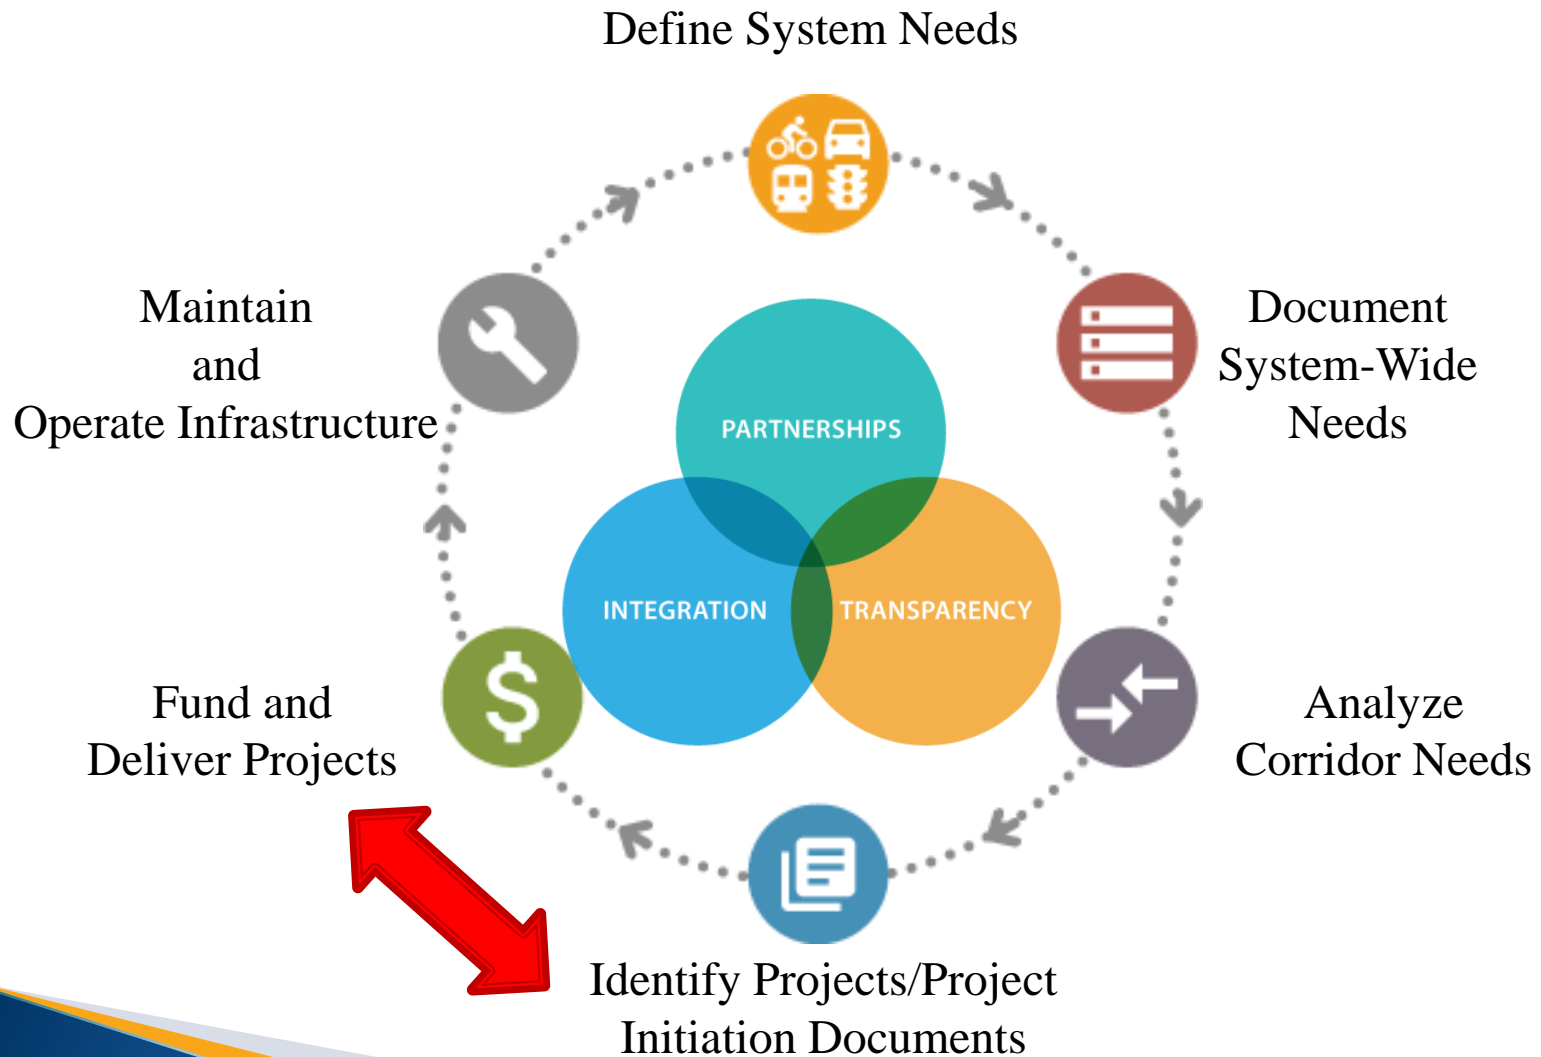 Define System Needs
Maintain
and
Operate Infrastructure
Document
System-Wide
Needs
PARTNERSHIPS
INTEGRATION
TRANSPARENCY
Fund and
Deliver Projects
$
Analyze
Corridor Needs
Identify Projects/Project
Initiation Documents